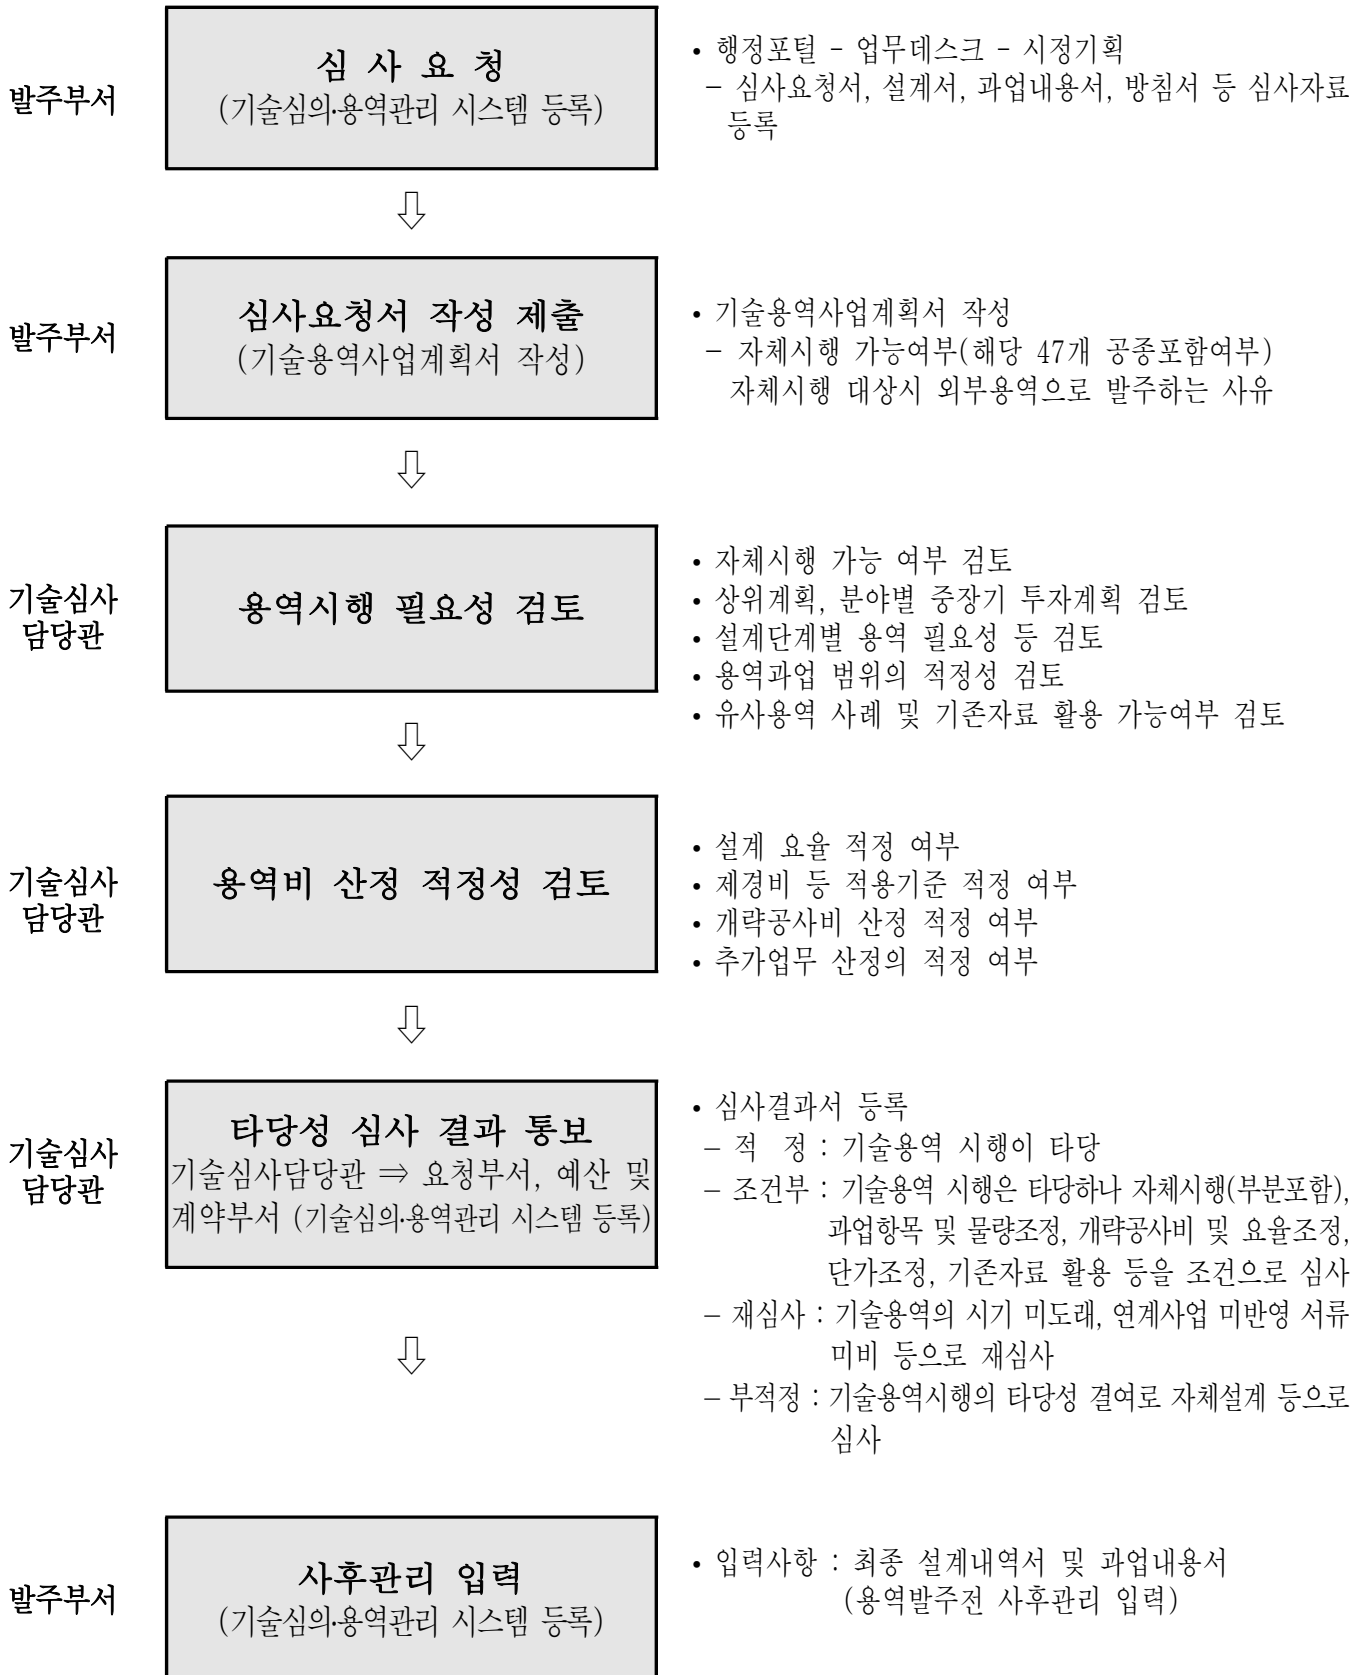 발주부서
심 사 요 청
(기술심의·용역관리 시스템 등록)
• 행정포털 - 업무데스크 - 시정기획
- 심사요청서, 설계서, 과업내용서, 방침서 등 심사자료
등록
⇩
발주부서
심사요청서 작성 제출
(기술용역사업계획서 작성)
• 기술용역사업계획서 작성
- 자체시행 가능여부(해당 47개 공종포함여부)
자체시행 대상시 외부용역으로 발주하는 사유
⇩
기술심사
담당관
용역시행 필요성 검토
• 자체시행 가능 여부 검토
• 상위계획, 분야별 중장기 투자계획 검토
• 설계단계별 용역 필요성 등 검토
• 용역과업 범위의 적정성 검토
• 유사용역 사례 및 기존자료 활용 가능여부 검토
⇩
기술심사
담당관
용역비 산정 적정성 검토
• 설계 요율 적정 여부
• 제경비 등 적용기준 적정 여부
• 개략공사비 산정 적정 여부
• 추가업무 산정의 적정 여부
⇩
기술심사
담당관
타당성 심사 결과 통보
기술심사담당관 ⇒ 요청부서, 예산 및
계약부서 (기술심의·용역관리 시스템 등록)
• 심사결과서 등록
- 적 정 : 기술용역 시행이 타당
- 조건부 : 기술용역 시행은 타당하나 자체시행(부분포함),
과업항목 및 물량조정, 개략공사비 및 요율조정,
단가조정, 기존자료 활용 등을 조건으로 심사
- 재심사 : 기술용역의 시기 미도래, 연계사업 미반영 서류
미비 등으로 재심사
- 부적정 : 기술용역시행의 타당성 결여로 자체설계 등으로
심사
⇩
발주부서
사후관리 입력
(기술심의·용역관리 시스템 등록)
• 입력사항 : 최종 설계내역서 및 과업내용서
(용역발주전 사후관리 입력)